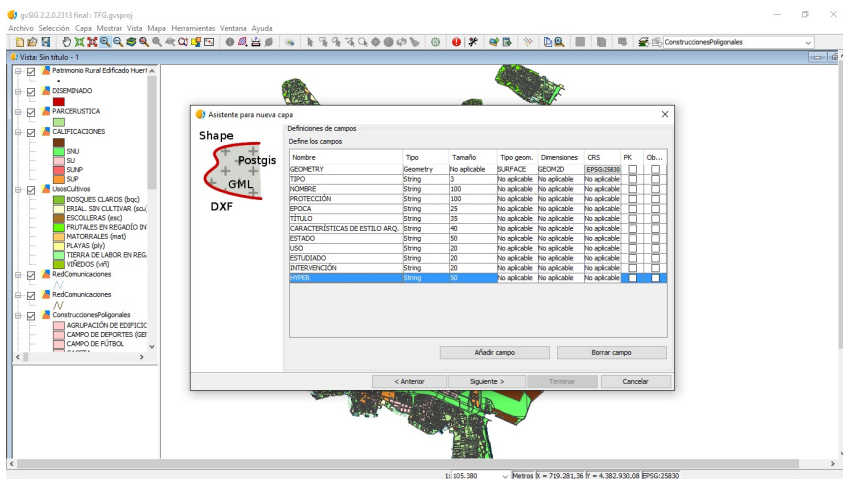 gvSIG 2.2.0.2313 final : TFG.gvsproj
Archivo Selección Capa Mostrar Vista Mapa Herramientas Ventana Ayuda
ConstruccionesPoligonales
Vista: Sin título - 1
Patrimonio Rural Edificado Huert
DISEMINADO
PARCERUSTICA
CALIFICACIONES
SNU
SU
SUNP
SUP
UsosCultivos
BOSQUES CLAROS (bqc)
ERIAL. SIN CULTIVAR (scu)
ESCOLLERAS (esc)
FRUTALES EN REGADÍO IN
MATORRALES (mat)
PLAYAS (ply)
TIERRA DE LABOR EN REG.
VIÑEDOS (viñ)
RedComunicaciones
RedComunicaciones
ConstruccionesPoligonales
AGRUPACIÓN DE EDIFICIC
CAMPO DE DEPORTES (GEN
CAMPO DE FÚTBOL
Asistente para nueva capa
Shape
Postgis
GML
DXF
Definiciones de campos
Define los campos
Nombre Tipo Tamaño Tipo geom. Dimensiones CRS PK Ob...
GEOMETRY Geometry No aplicable SURFACE GEOM2D EPSG:25830
TIPO String 3 No aplicable No aplicable No aplicable
NOMBRE String 100 No aplicable No aplicable No aplicable
PROTECCIÓN String 100 No aplicable No aplicable No aplicable
EPOCA String 25 No aplicable No aplicable No aplicable
TÍTULO String 35 No aplicable No aplicable No aplicable
CARACTERÍSTICAS DE ESTILO ARQ. String 40 No aplicable No aplicable No aplicable
ESTADO String 50 No aplicable No aplicable No aplicable
USO String 20 No aplicable No aplicable No aplicable
ESTUDIADO String 20 No aplicable No aplicable No aplicable
INTERVENCIÓN String 20 No aplicable No aplicable No aplicable
HYPER String 50 No aplicable No aplicable No aplicable
Añadir campo Borrar campo
< Anterior Siguiente > Terminar Cancelar
1: 105.380 Metros X = 719.281,36 Y = 4.382.930,08 EPSG:25830